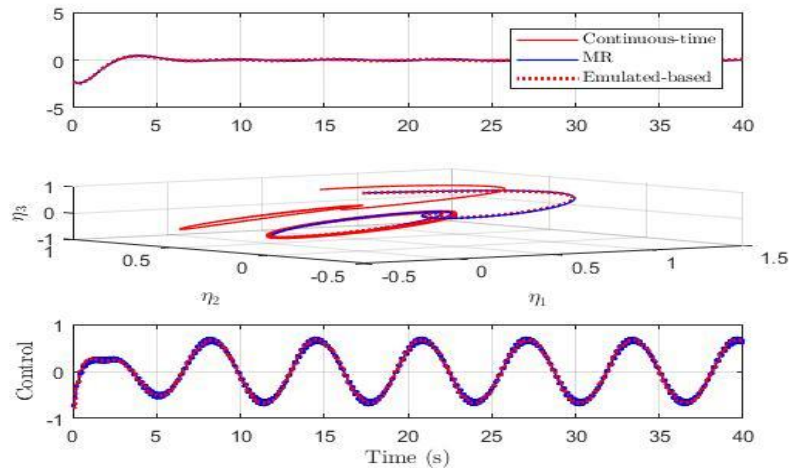 5
0
-5
0 5 10 15 20 25 30 35 40
Continuous-time
MR
Emulated-based
1
0
-1
η3
1 0.5 0 -0.5
η2
-0.5 0 0.5 1 1.5
η1
1
0
-1
Control
0 5 10 15 20 25 30 35 40
Time (s)